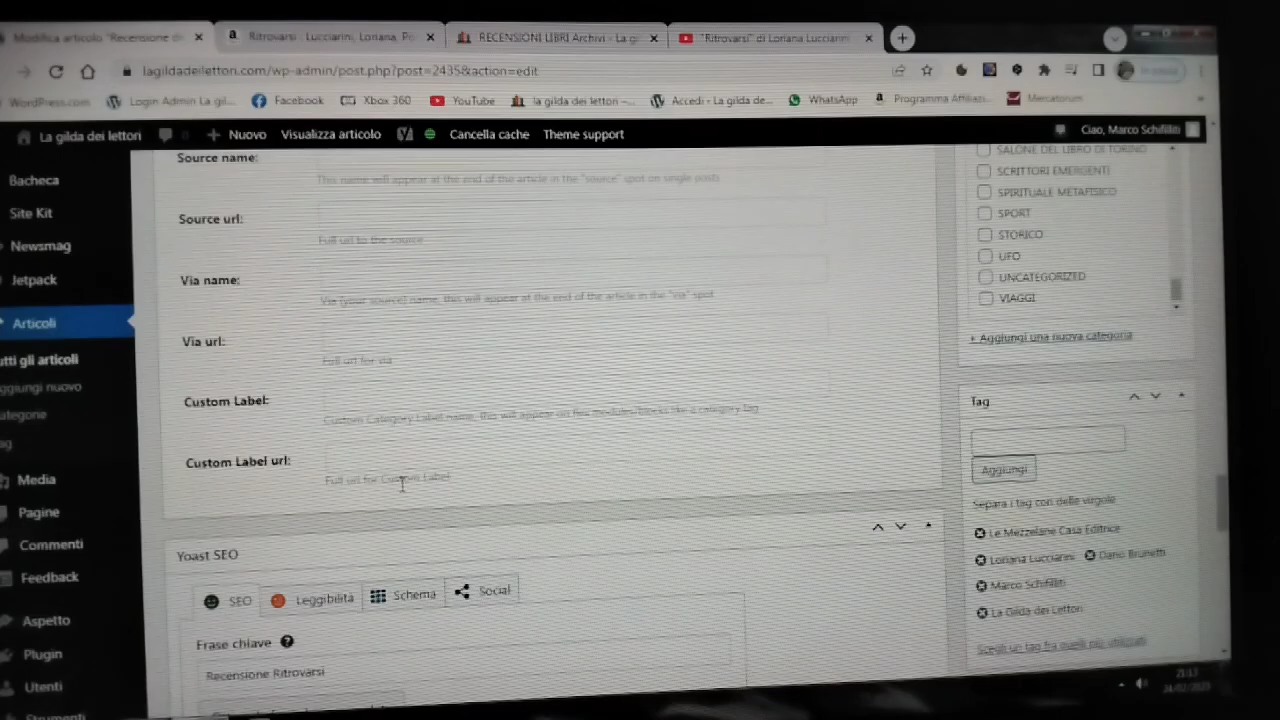 Modifica articolo "Recensione di
Ritrovarsi : Lucciarini, Loriana, Po
RECENSIONI LIBRI Archivi - La g
"Ritrovarsi" di Loriana Lucciarini
lagildadeilettori.com/wp-admin/post.php?post=2435&action=edit
WordPress.com
Login Admin La gil...
Facebook
Xbox 360
YouTube
la gilda dei lettori –...
Accedi ‹ La gilda de...
WhatsApp
Programma Affiliazi...
La gilda dei lettori
0
Nuovo
Visualizza articolo
Cancella cache
Theme support
Ciao, Marco Schifilliti
Bacheca
Site Kit
Newsmag
Jetpack
Articoli
utti gli articoli
ggiungi nuovo
ategorie
ag
Media
Pagine
Commenti
Feedback
Aspetto
Plugin
Utenti
Strumenti
Source name:
This name will appear at the end of the article in the "source" spot on single posts
Source url:
Full url to the source
Via name:
Via (your source) name, this will appear at the end of the article in the "via" spot
Via url:
Full url for via
Custom Label:
Custom Category Label name, this will appear on flex modules/blocks like a category tag
Custom Label url:
Full url for Custom Label
Yoast SEO
SEO
Leggibilità
Schema
Social
Frase chiave
Recensione Ritrovarsi
SALONE DEL LIBRO DI TORINO
SCRITTORI EMERGENTI
SPIRITUALE METAFISICO
SPORT
STORICO
UFO
UNCATEGORIZED
VIAGGI
+ Aggiungi una nuova categoria
Tag
Aggiungi
Separa i tag con delle virgole
Le Mezzelane Casa Editrice
Loriana Lucciarini
Dario Brunetti
Marco Schifilliti
La Gilda dei Lettori
Scegli un tag fra quelli più utilizzati
21:13